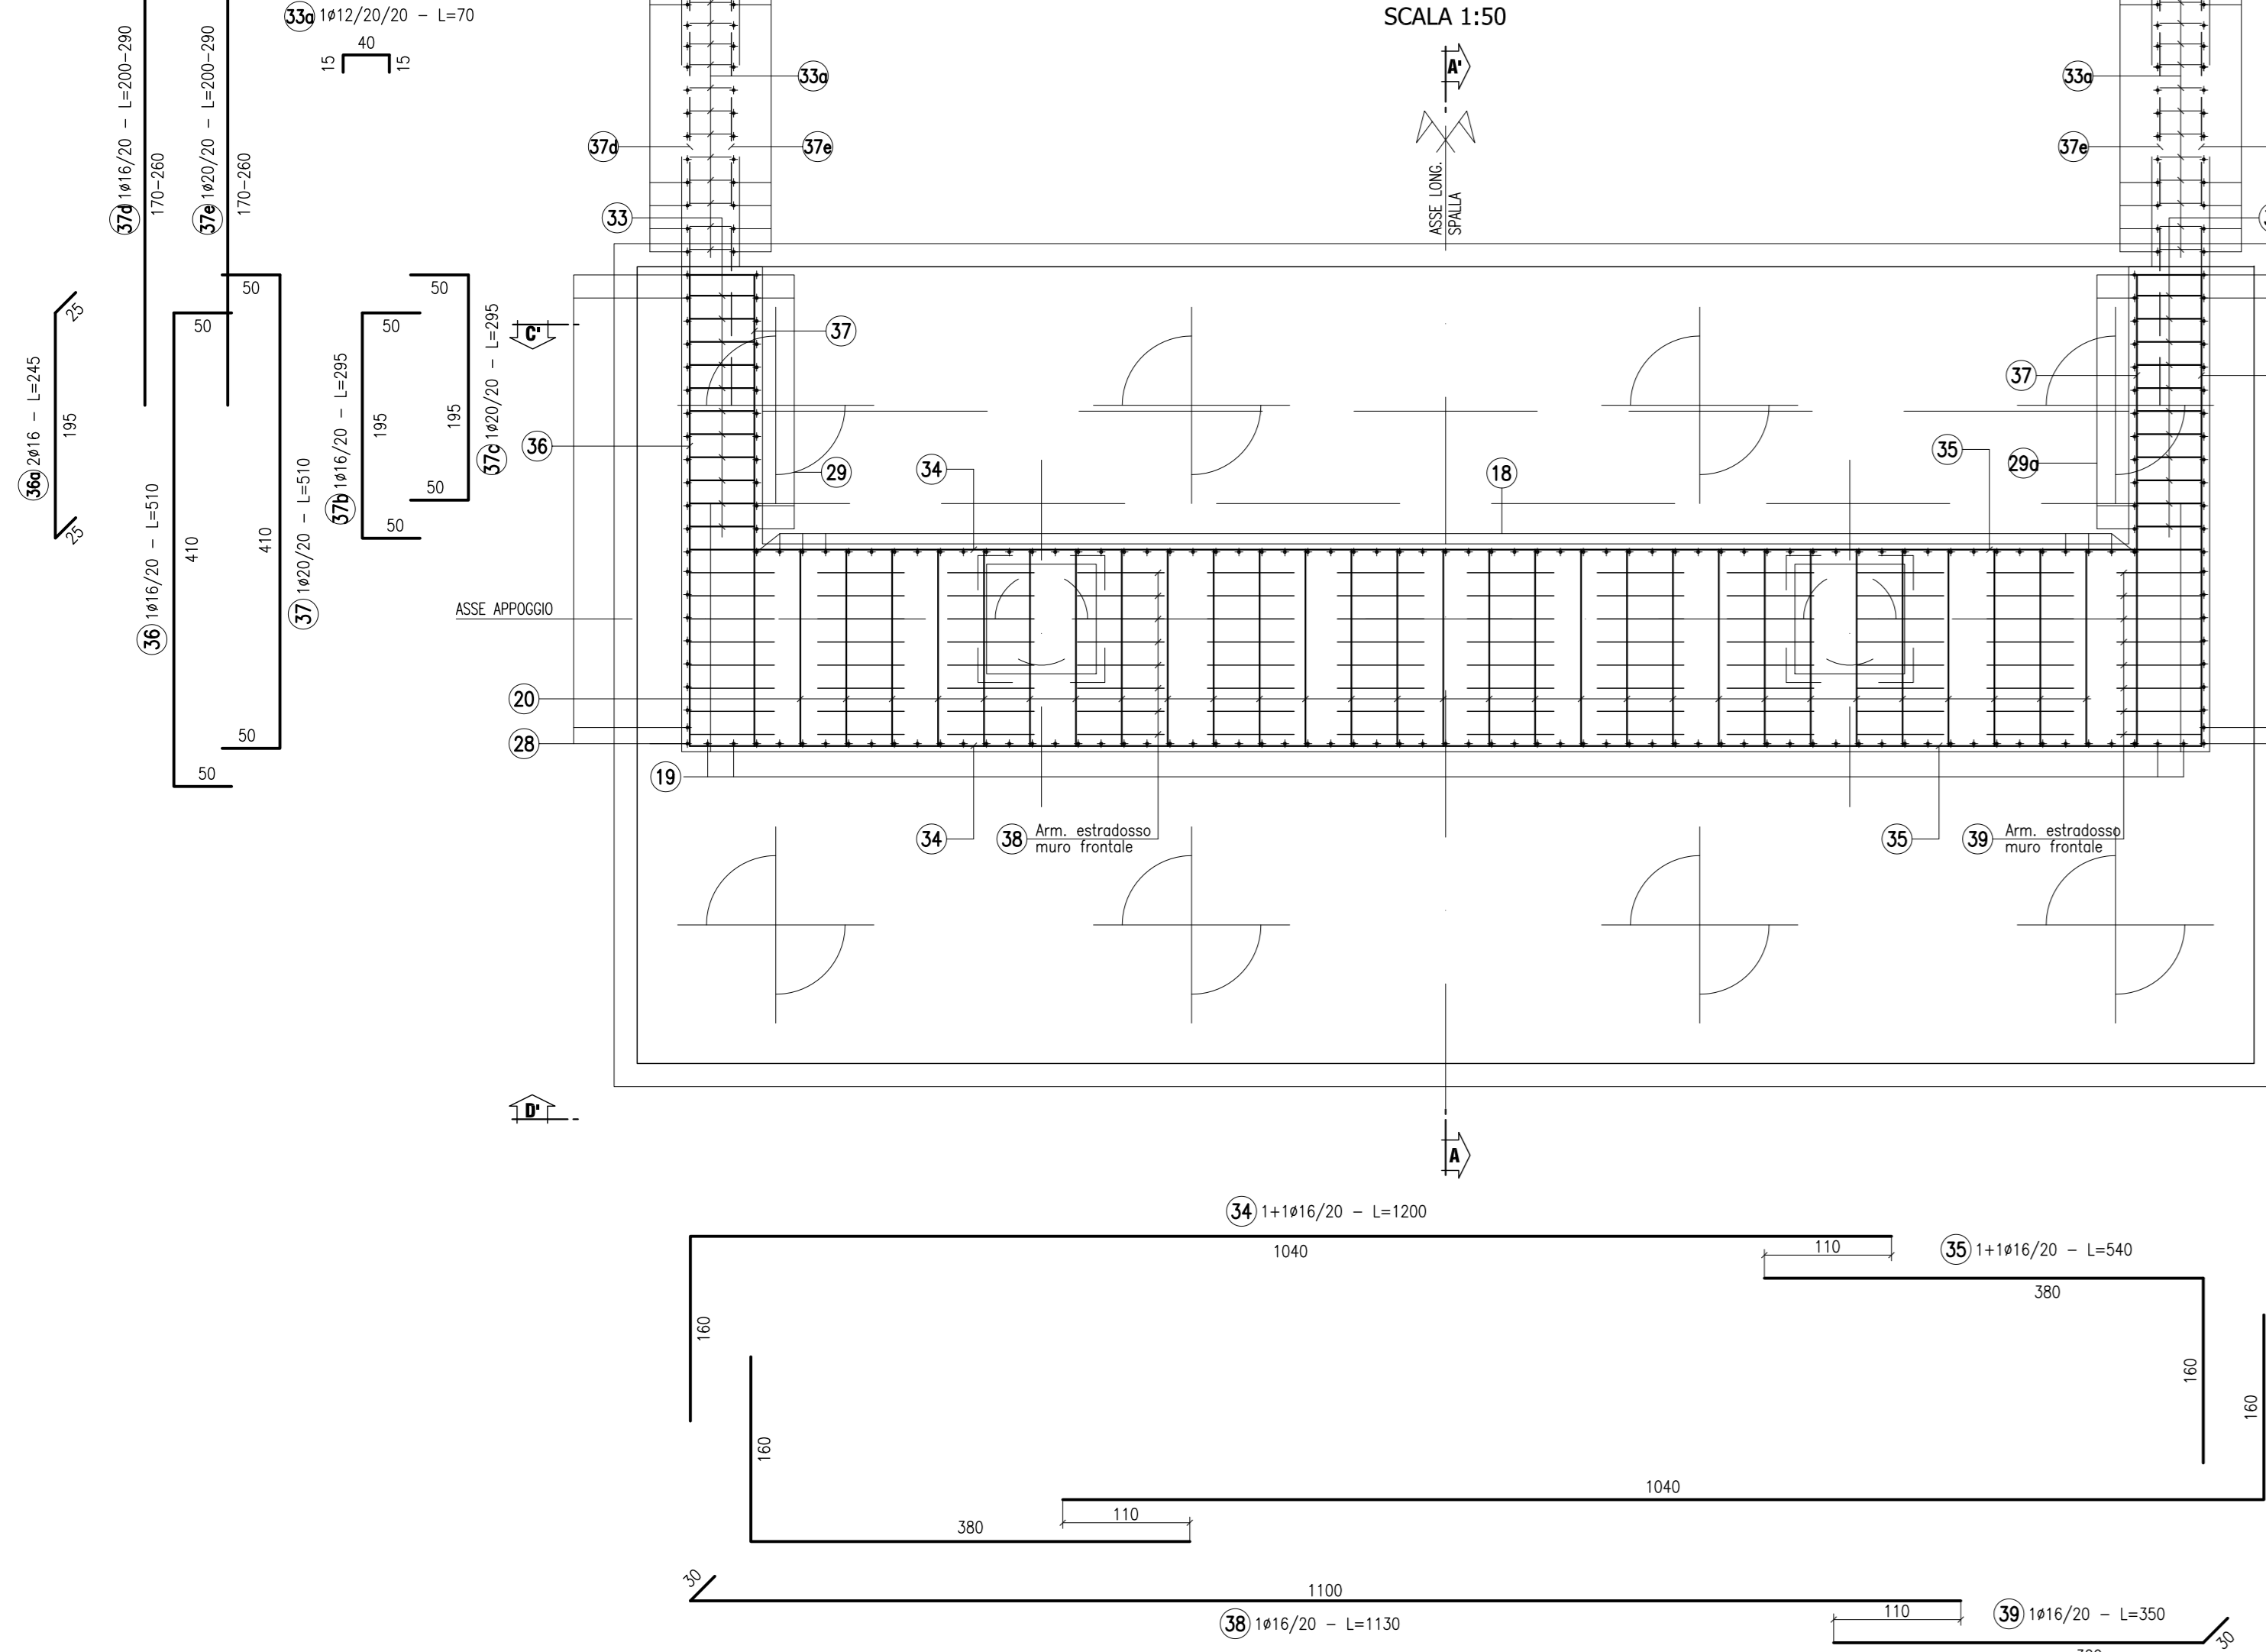 33a 1ø12/20/20 - L=70
40
15
15
SCALA 1:50
A'
ASSE LONG.
SPALLA
37d 1ø16/20 - L=200-290
170-260
37e 1ø20/20 - L=200-290
170-260
33a
33a
37d
37e
37e
33
36a 2ø16 - L=245
25
195
25
36 1ø16/20 - L=510
50
410
50
37 1ø20/20 - L=510
50
410
50
37b 1ø16/20 - L=295
50
195
50
37c 1ø20/20 - L=295
50
195
50
C'
37
37
36
29
34
18
35
29a
ASSE APPOGGIO
20
28
19
34
38 Arm. estradosso
muro frontale
35
39 Arm. estradosso
muro frontale
D'
A
34 1+1ø16/20 - L=1200
1040
110
35 1+1ø16/20 - L=540
380
160
160
160
160
1040
110
380
30
1100
38 1ø16/20 - L=1130
110
39 1ø16/20 - L=350
30